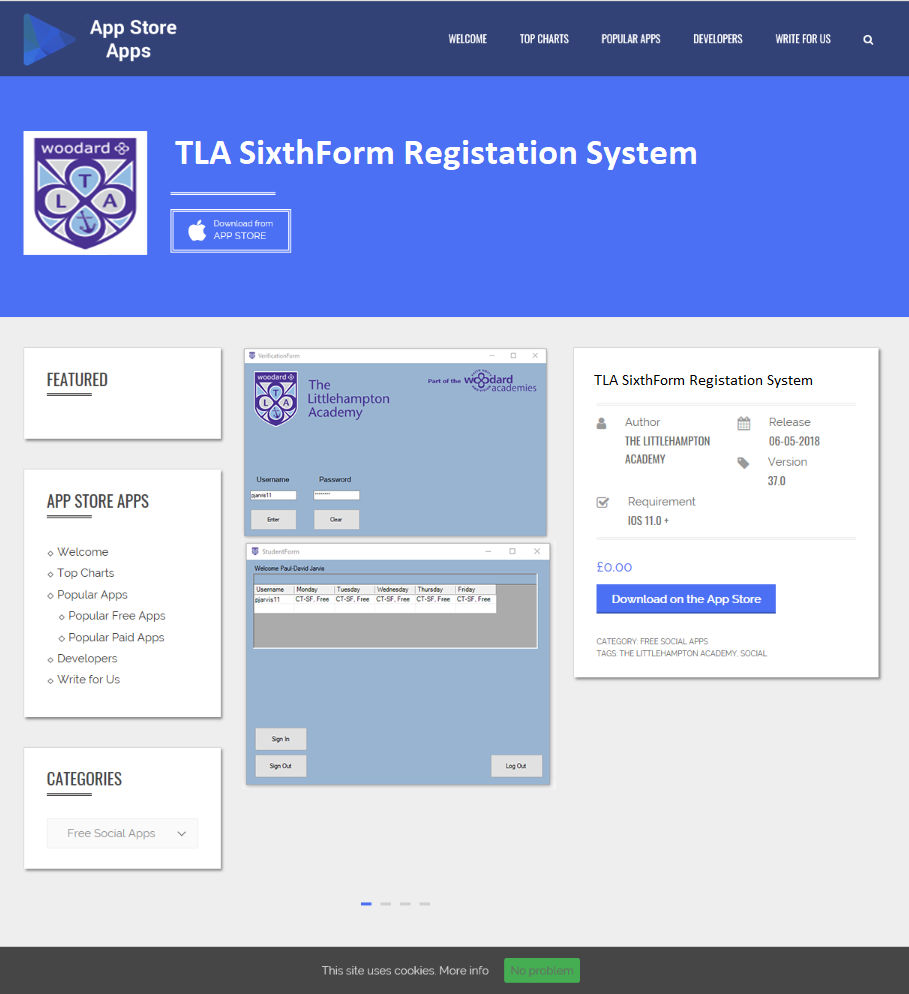 App Store
Apps
WELCOME
TOP CHARTS
POPULAR APPS
DEVELOPERS
WRITE FOR US
woodard
T
L A
TLA SixthForm Registation System
Download from
APP STORE
FEATURED
APP STORE APPS
Welcome
Top Charts
Popular Apps
Popular Free Apps
Popular Paid Apps
Developers
Write for Us
CATEGORIES
Free Social Apps
VerificationForm
woodard
T
L A
The
Littlehampton
Academy
Part of the woodard
academies
Username Password
pjarvis11 ********
Enter Clear
StudentForm
Welcome Paul-David Jarvis
Username Monday Tuesday Wednesday Thursday Friday
pjarvis11 CT-SF, Free CT-SF, Free CT-SF, Free CT-SF, Free CT-SF, Free
Sign In
Sign Out
Log Out
TLA SixthForm Registation System
Author
THE LITTLEHAMPTON
ACADEMY
Release
06-05-2018
Version
37.0
Requirement
IOS 11.0 +
£0.00
Download on the App Store
CATEGORY: FREE SOCIAL APPS
TAGS: THE LITTLEHAMPTON ACADEMY, SOCIAL
This site uses cookies. More info
No problem